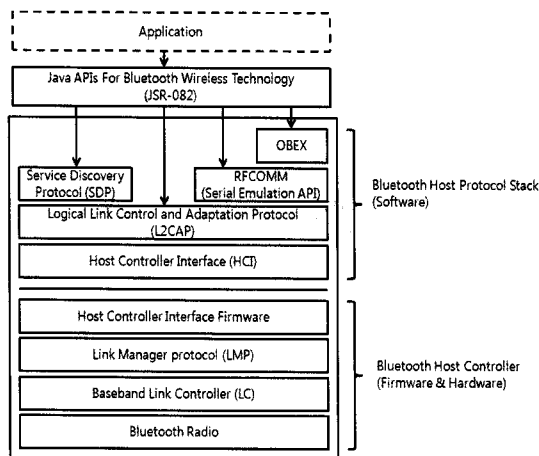 Application
Java APIs For Bluetooth Wireless Technology
(JSR-082)
OBEX
Service Discovery
Protocol (SDP)
RFCOMM
(Serial Emulation API)
Logical Link Control and Adaptation Protocol
(L2CAP)
Host Controller Interface (HCI)
Bluetooth Host Protocol Stack
(Software)
Host Controller Interface Firmware
Link Manager protocol (LMP)
Baseband Link Controller (LC)
Bluetooth Radio
Bluetooth Host Controller
(Firmware & Hardware)